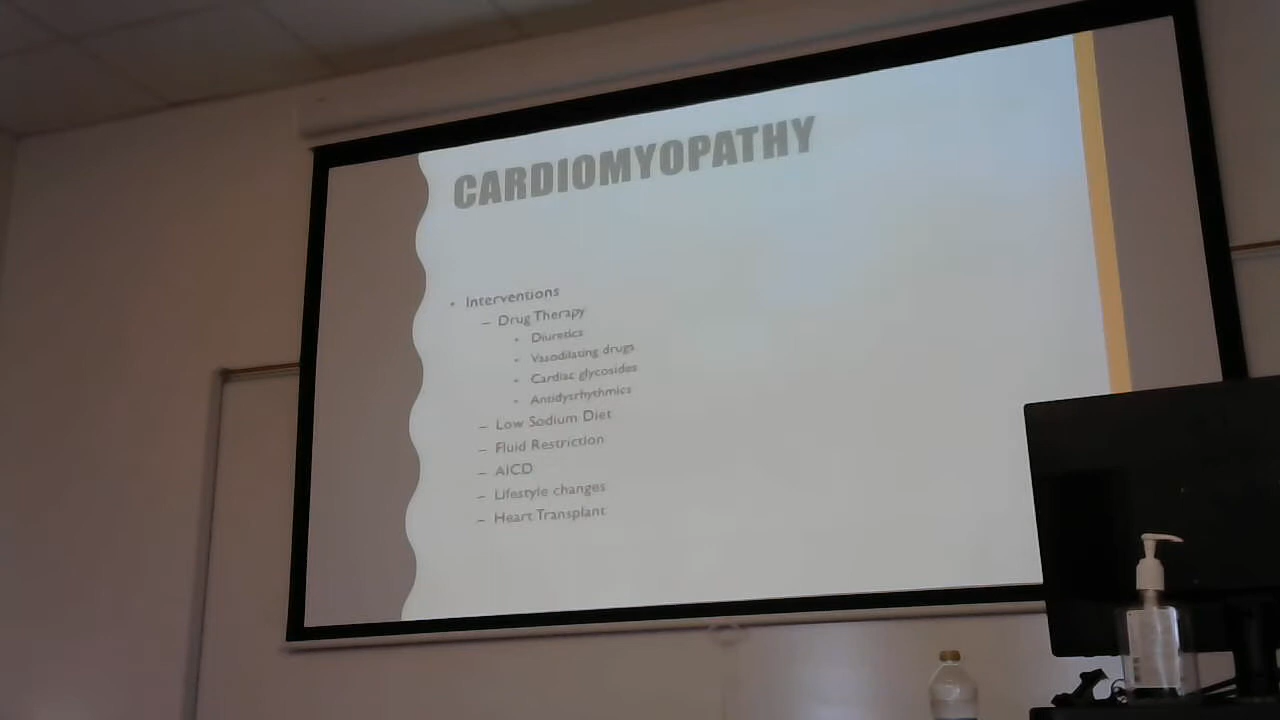 CARDIOMYOPATHY
• Interventions
– Drug Therapy
• Diuretics
• Vasodilating drugs
• Cardiac glycosides
• Antidysrhythmics
– Low Sodium Diet
– Fluid Restriction
– AICD
– Lifestyle changes
– Heart Transplant